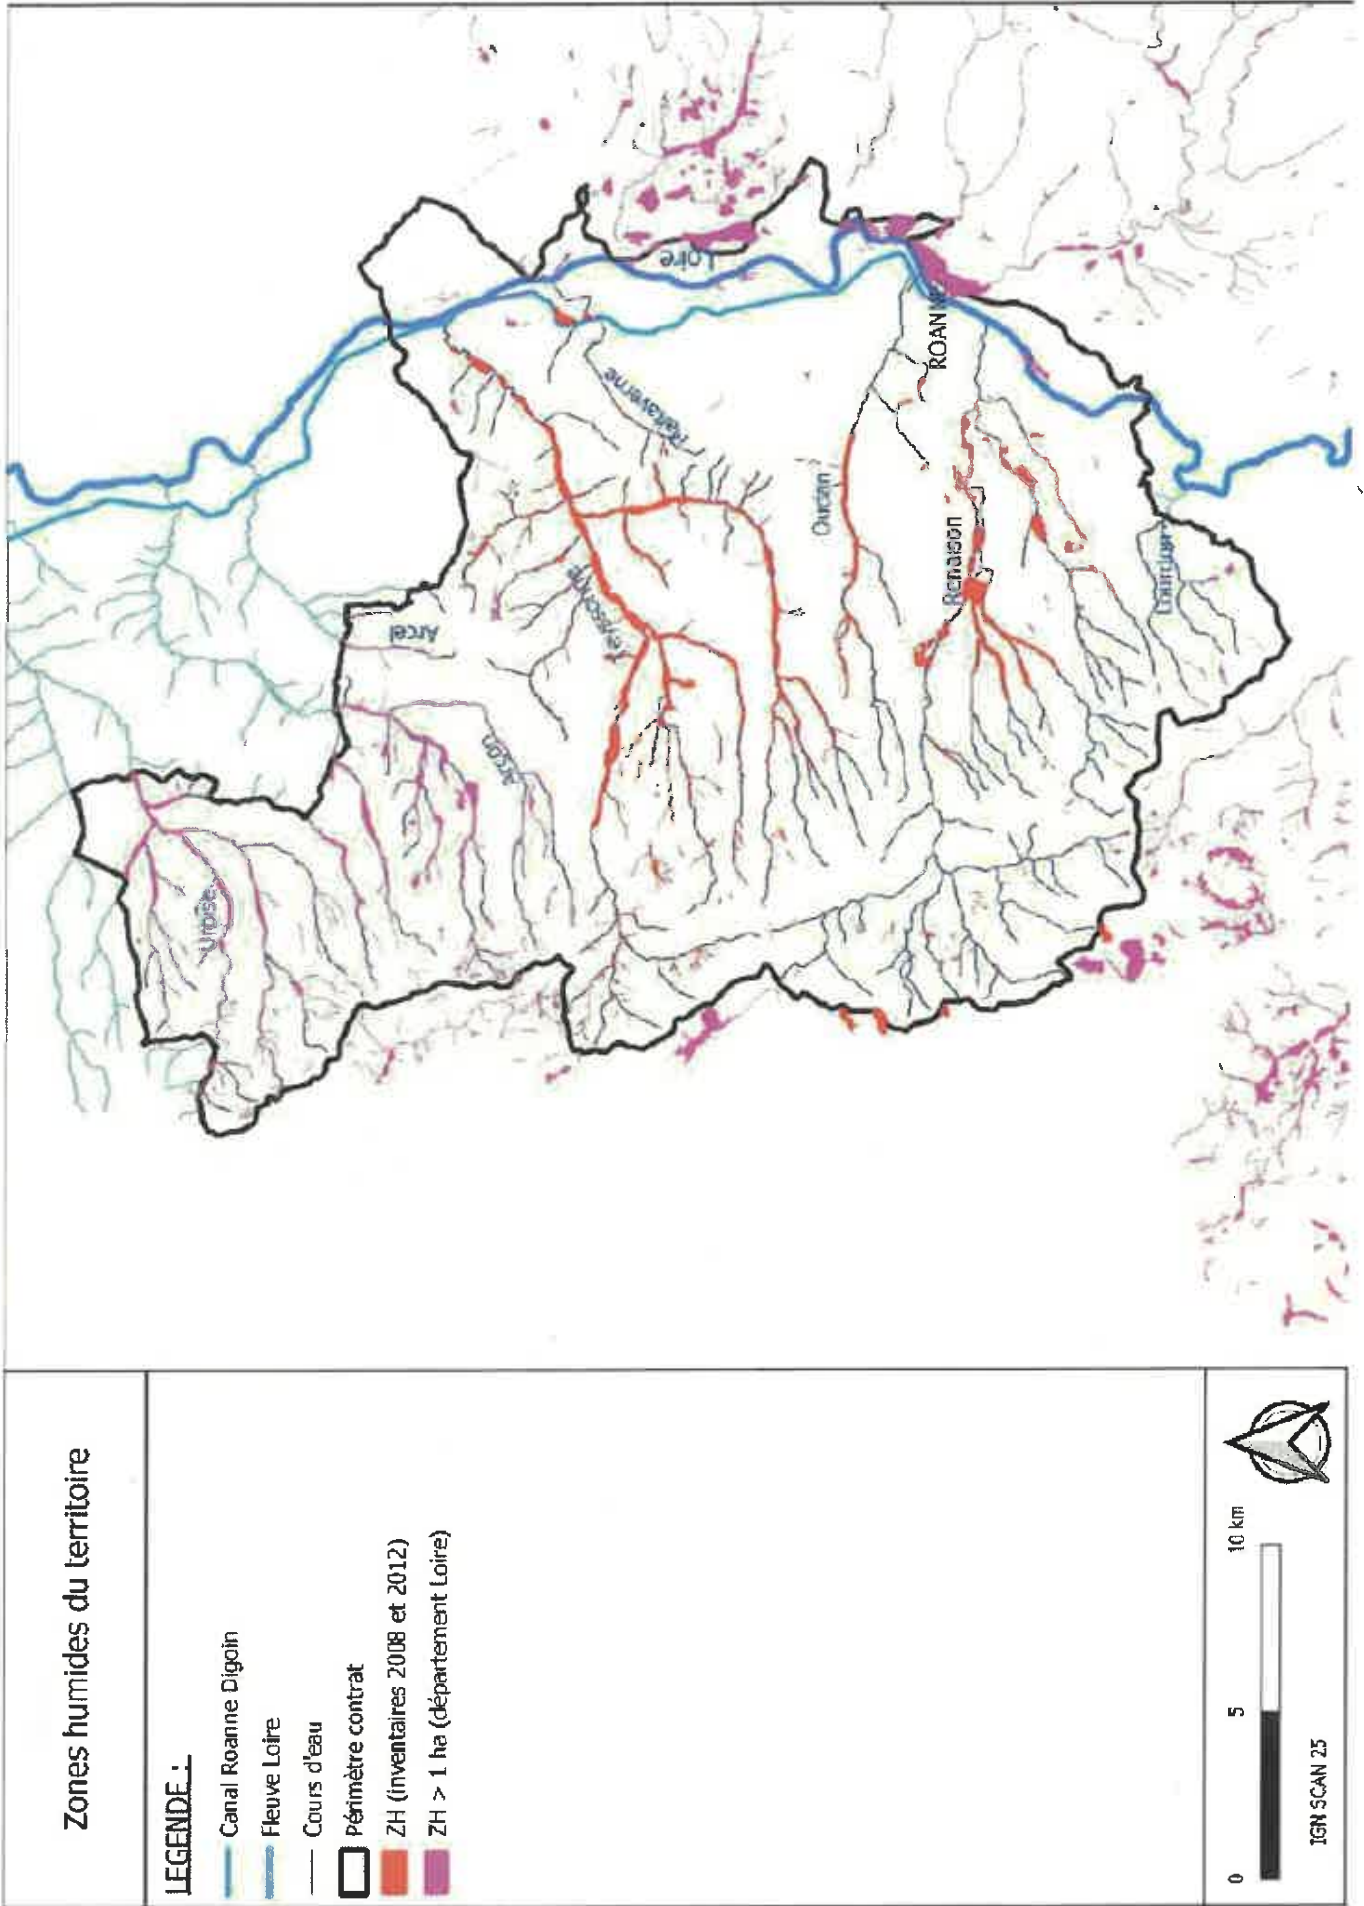 Zones humides du territoire
LEGENDE :
Canal Roanne Digoin
Fleuve Loire
Cours d'eau
Périmètre contrat
ZH (inventaires 2008 et 2012)
ZH > 1 ha (département Loire)
0 5 10 km
IGN SCAN 25
Urbise
Arcel
Arçon
Teyssonne
Maltaverne
Loire
Oudan
ROANNE
Renaison